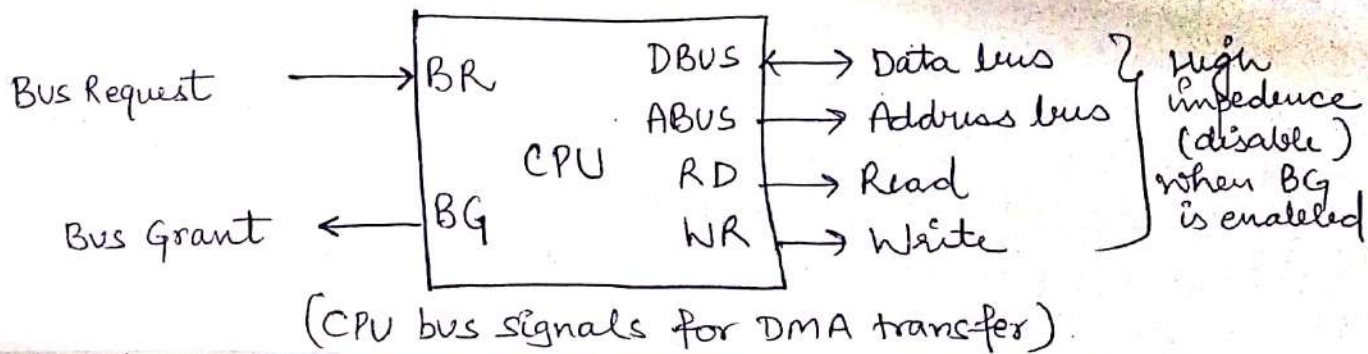 Bus Request
BR
Bus Grant
BG
CPU
DBUS
ABUS
RD
WR
Data bus
Address bus
Read
Write
High
impedence
(disable)
when BG
is enabled
(CPU bus signals for DMA transfer).